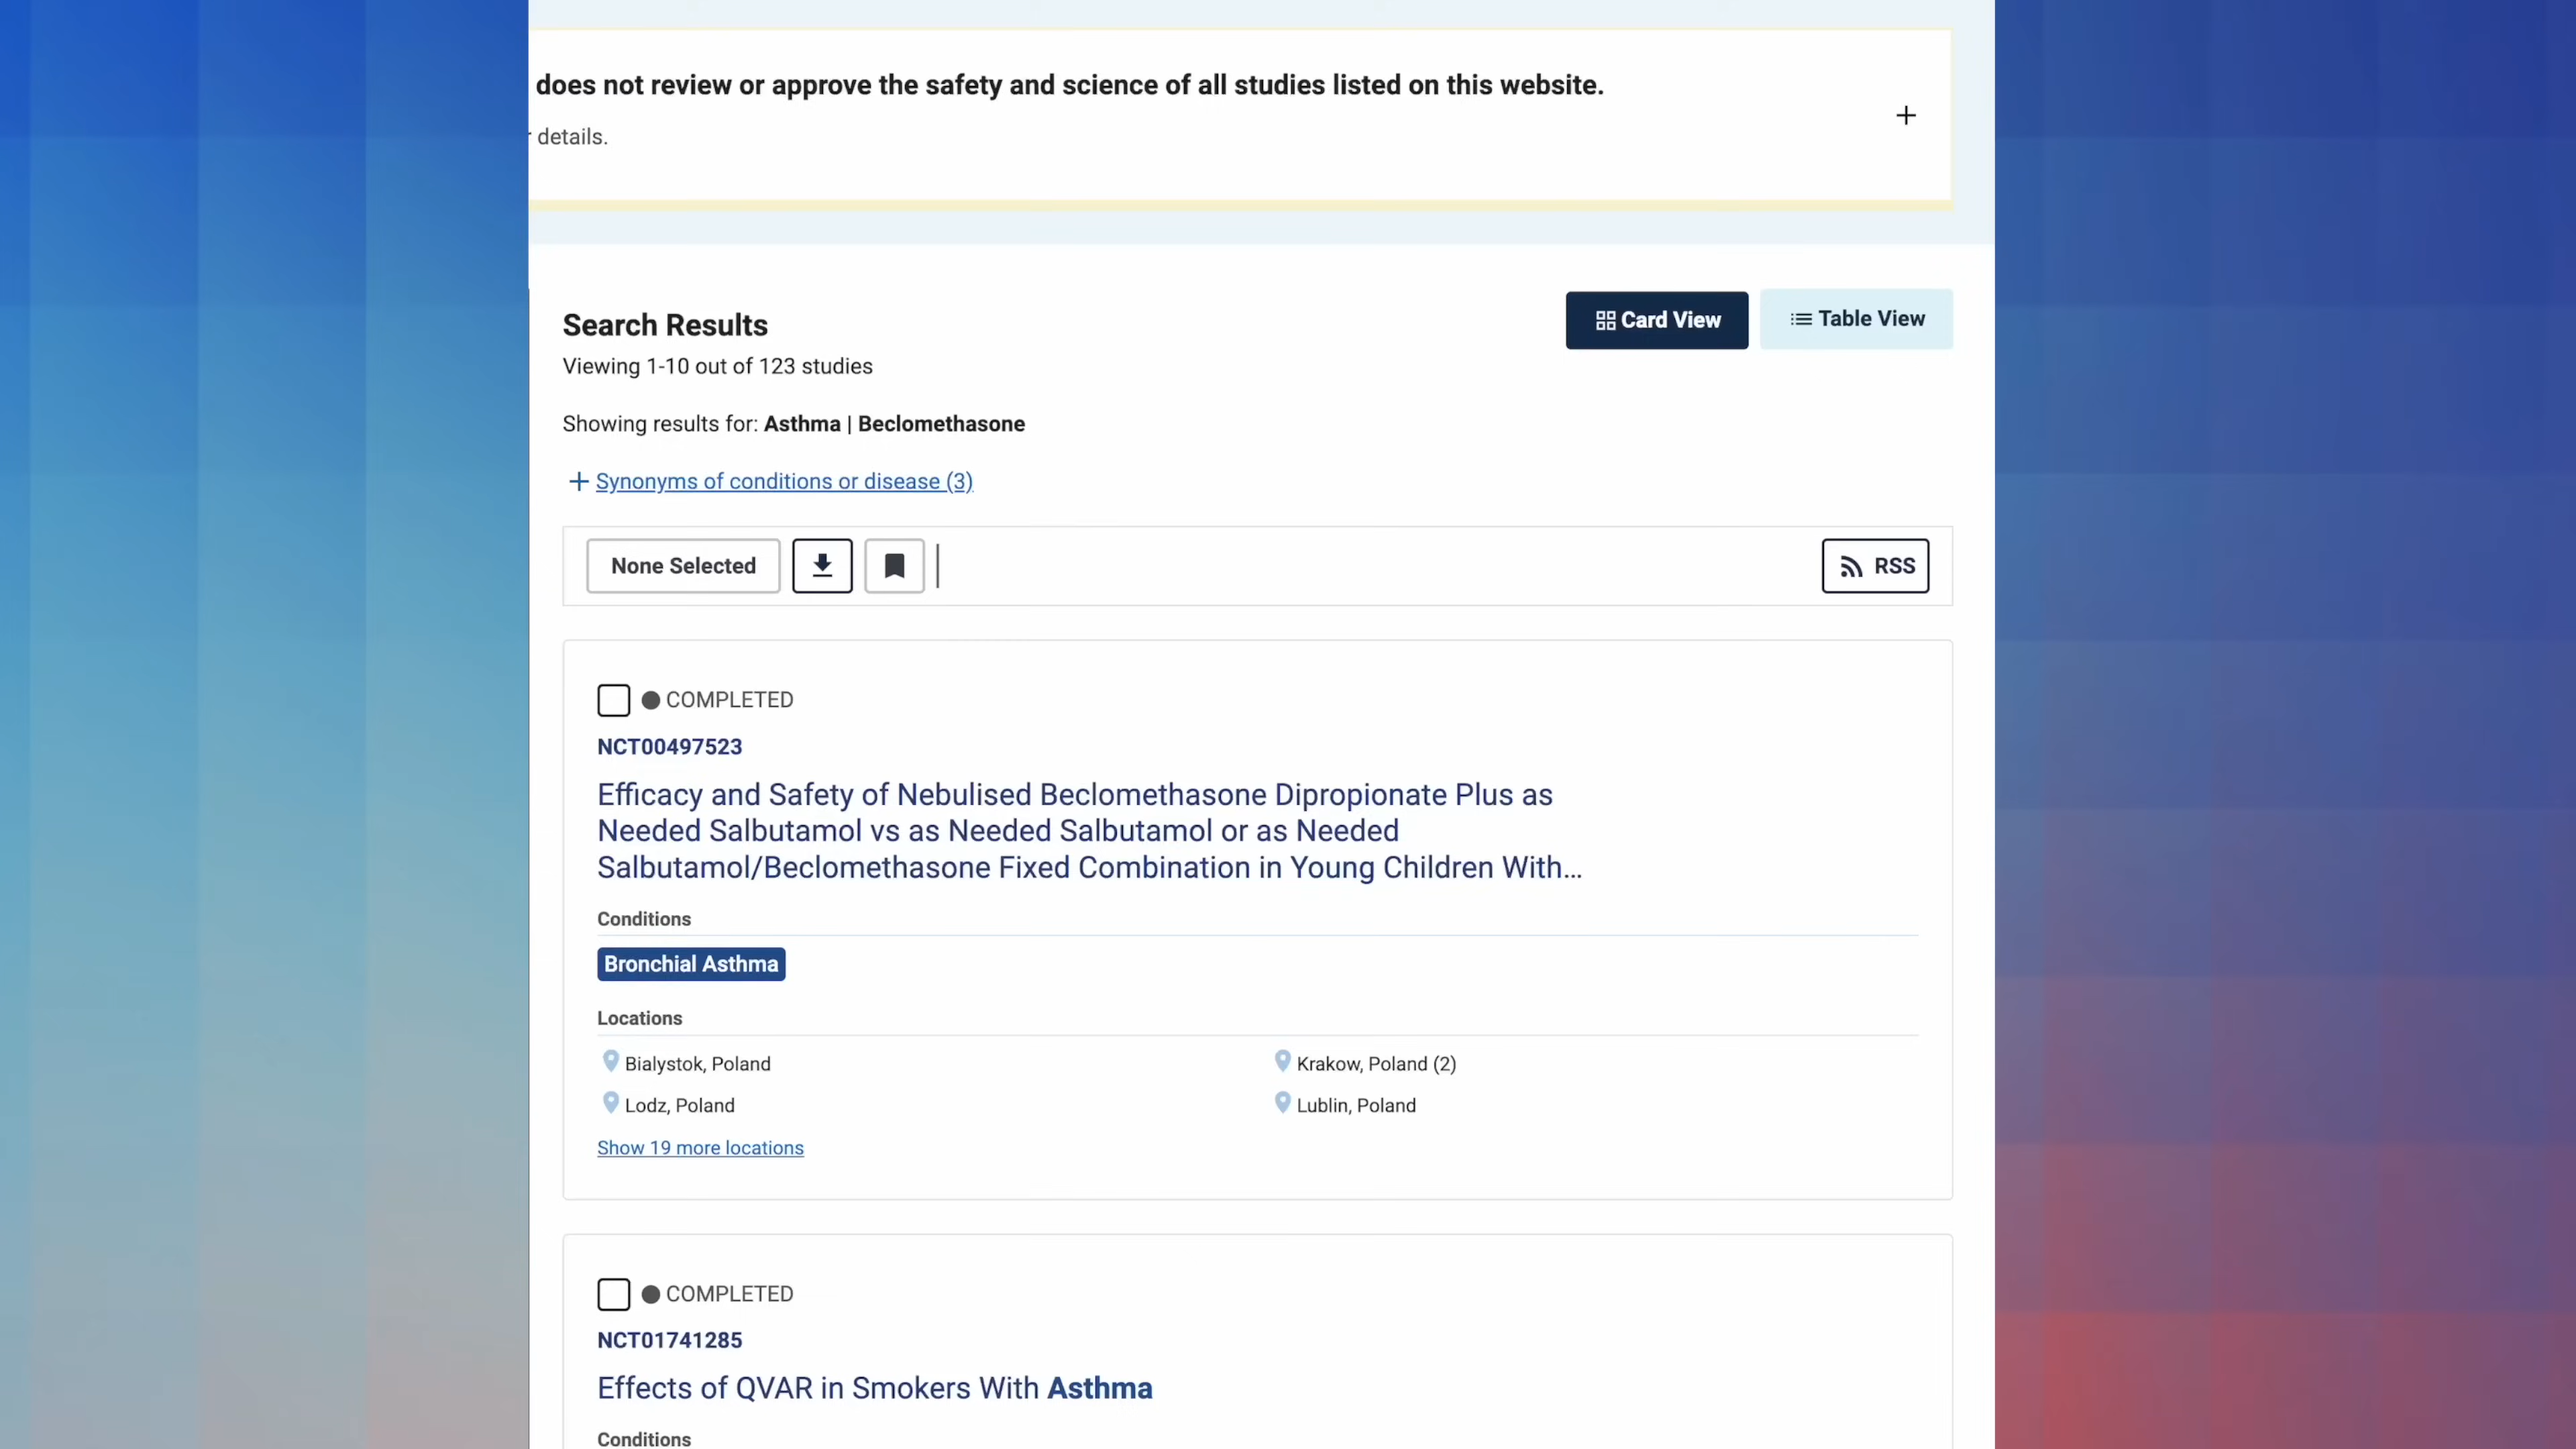 does not review or approve the safety and science of all studies listed on this website.
details.
Search Results
Card View
Table View
Viewing 1-10 out of 123 studies
Showing results for: Asthma | Beclomethasone
Synonyms of conditions or disease (3)
None Selected
RSS
COMPLETED
NCT00497523
Efficacy and Safety of Nebulised Beclomethasone Dipropionate Plus as
Needed Salbutamol vs as Needed Salbutamol or as Needed
Salbutamol/Beclomethasone Fixed Combination in Young Children With...
Conditions
Bronchial Asthma
Locations
Bialystok, Poland
Krakow, Poland (2)
Lodz, Poland
Lublin, Poland
Show 19 more locations
COMPLETED
NCT01741285
Effects of QVAR in Smokers With Asthma
Conditions